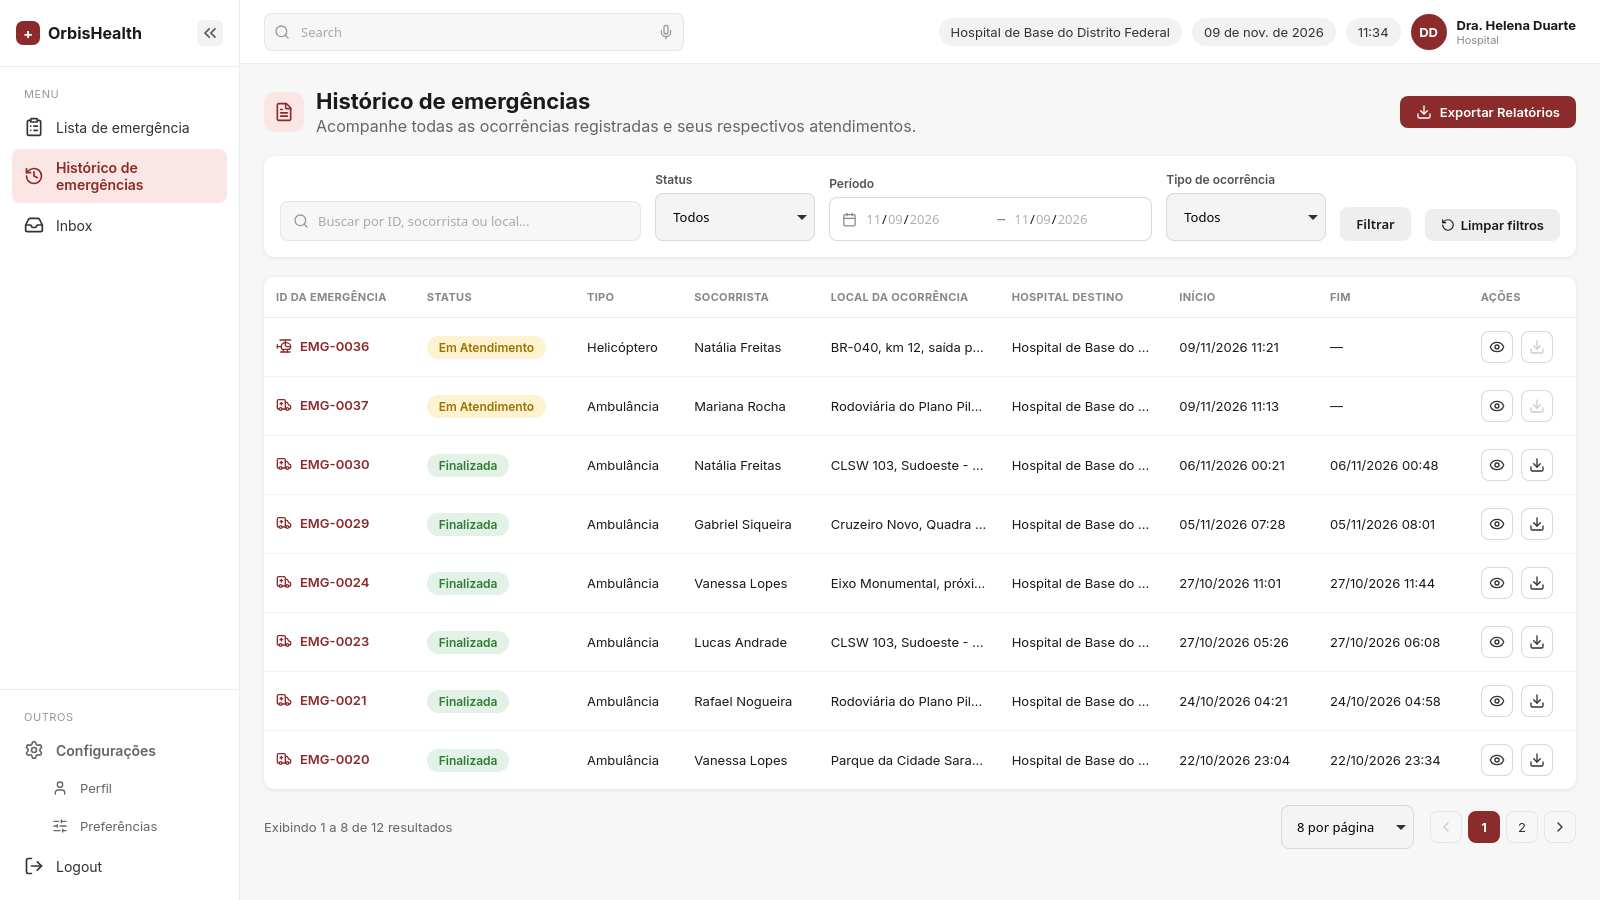 + OrbisHealth
Search
Hospital de Base do Distrito Federal
09 de nov. de 2026
11:34
DD
Dra. Helena Duarte
Hospital
MENU
Lista de emergência
Histórico de
emergências
Inbox
OUTROS
Configurações
Perfil
Preferências
Logout
Histórico de emergências
Acompanhe todas as ocorrências registradas e seus respectivos atendimentos.
Exportar Relatórios
Buscar por ID, socorrista ou local...
Status
Todos
Período
11/09/2026 – 11/09/2026
Tipo de ocorrência
Todos
Filtrar
Limpar filtros
ID DA EMERGÊNCIA STATUS TIPO SOCORRISTA LOCAL DA OCORRÊNCIA HOSPITAL DESTINO INÍCIO FIM AÇÕES
EMG-0036 Em Atendimento Helicóptero Natália Freitas BR-040, km 12, saída p... Hospital de Base do ... 09/11/2026 11:21 —
EMG-0037 Em Atendimento Ambulância Mariana Rocha Rodoviária do Plano Pil... Hospital de Base do ... 09/11/2026 11:13 —
EMG-0030 Finalizada Ambulância Natália Freitas CLSW 103, Sudoeste - ... Hospital de Base do ... 06/11/2026 00:21 06/11/2026 00:48
EMG-0029 Finalizada Ambulância Gabriel Siqueira Cruzeiro Novo, Quadra ... Hospital de Base do ... 05/11/2026 07:28 05/11/2026 08:01
EMG-0024 Finalizada Ambulância Vanessa Lopes Eixo Monumental, próxi... Hospital de Base do ... 27/10/2026 11:01 27/10/2026 11:44
EMG-0023 Finalizada Ambulância Lucas Andrade CLSW 103, Sudoeste - ... Hospital de Base do ... 27/10/2026 05:26 27/10/2026 06:08
EMG-0021 Finalizada Ambulância Rafael Nogueira Rodoviária do Plano Pil... Hospital de Base do ... 24/10/2026 04:21 24/10/2026 04:58
EMG-0020 Finalizada Ambulância Vanessa Lopes Parque da Cidade Sara... Hospital de Base do ... 22/10/2026 23:04 22/10/2026 23:34
Exibindo 1 a 8 de 12 resultados
8 por página
1 2